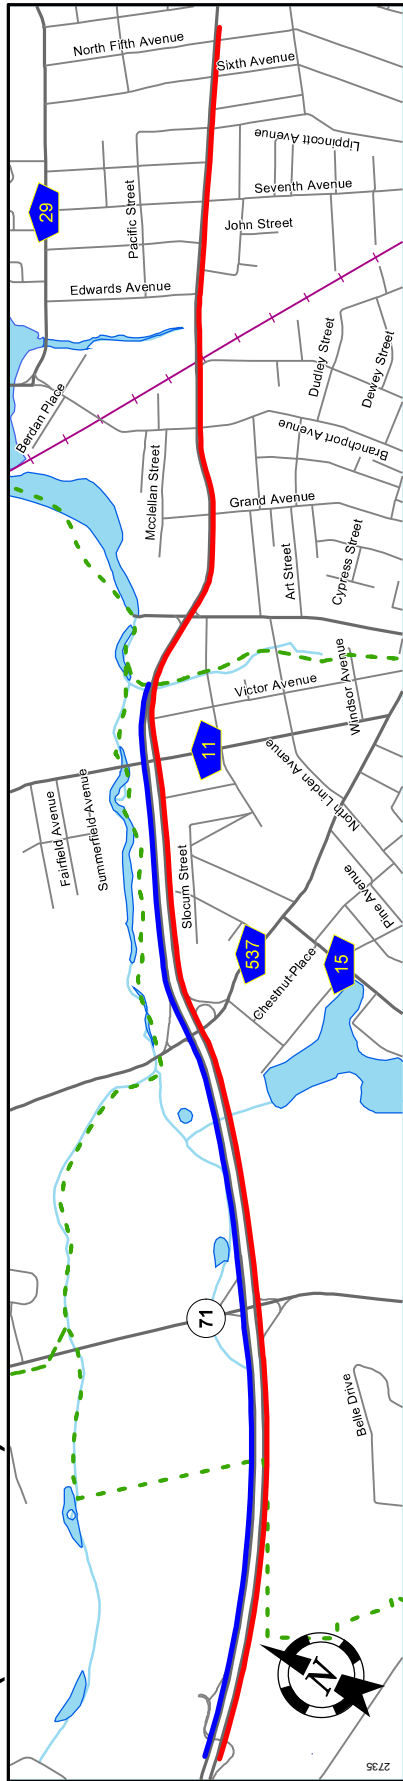 North Fifth Avenue
Sixth Avenue
Lippincott Avenue
Seventh Avenue
Pacific Street
29
John Street
Edwards Avenue
Dudley Street
Dewey Street
Berdan Place
Branchport Avenue
Mcclellan Street
Grand Avenue
Art Street
Cypress Street
Victor Avenue
Windsor Avenue
11
North Linden Avenue
Fairfield Avenue
Summerfield Avenue
Slocum Street
Pine Avenue
537
15
Chestnut Place
71
Belle Drive
N
2735